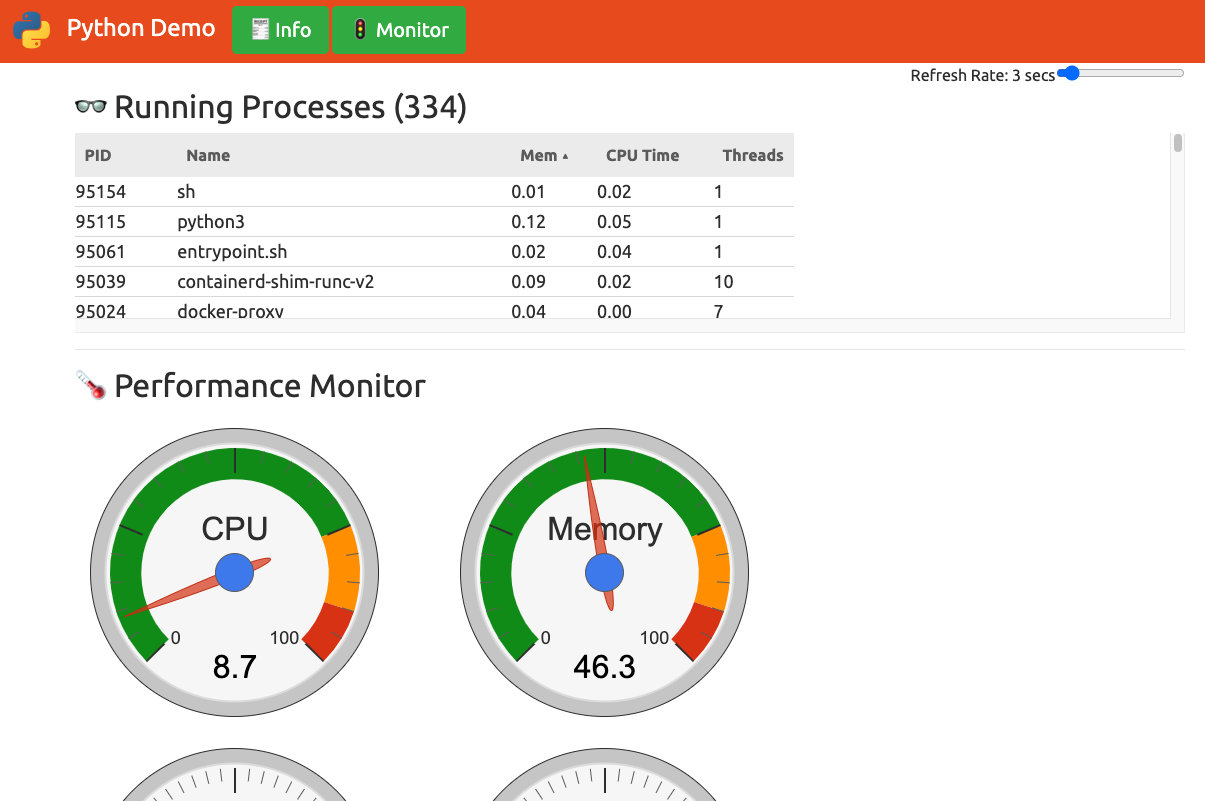 Python Demo Info Monitor
Refresh Rate: 3 secs
Running Processes (334)
PID Name Mem ▴ CPU Time Threads
95154 sh 0.01 0.02 1
95115 python3 0.12 0.05 1
95061 entrypoint.sh 0.02 0.04 1
95039 containerd-shim-runc-v2 0.09 0.02 10
95024 docker-proxy 0.04 0.00 7
Performance Monitor
CPU Memory
0 100 0 100
8.7 46.3